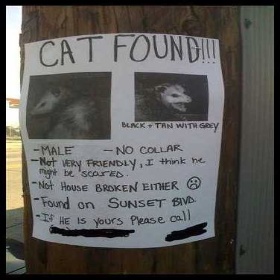 CAT FOUND!!!
BLACK + TAN WITH GREY
- MALE - NO COLLAR
- Not VERY FRIENDLY, I think he
might be scared.
- Not House BROKEN EITHER ☹
- Found on SUNSET BLVD.
- If HE IS yours Please call